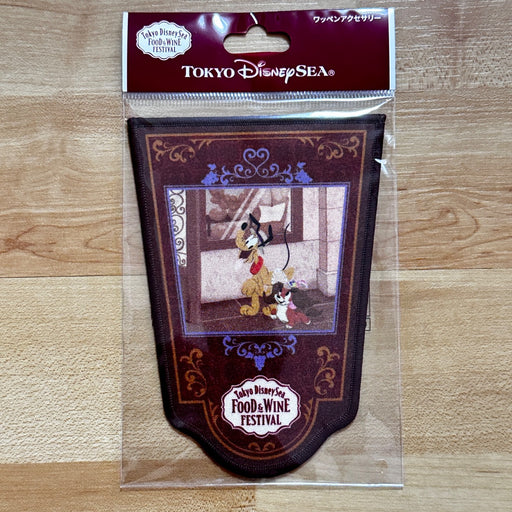 Tokyo DisneySea
FOOD & WINE
FESTIVAL
ワッペンアクセサリー
TOKYO DISNEYSEA®
Tokyo DisneySea
FOOD & WINE
FESTIVAL